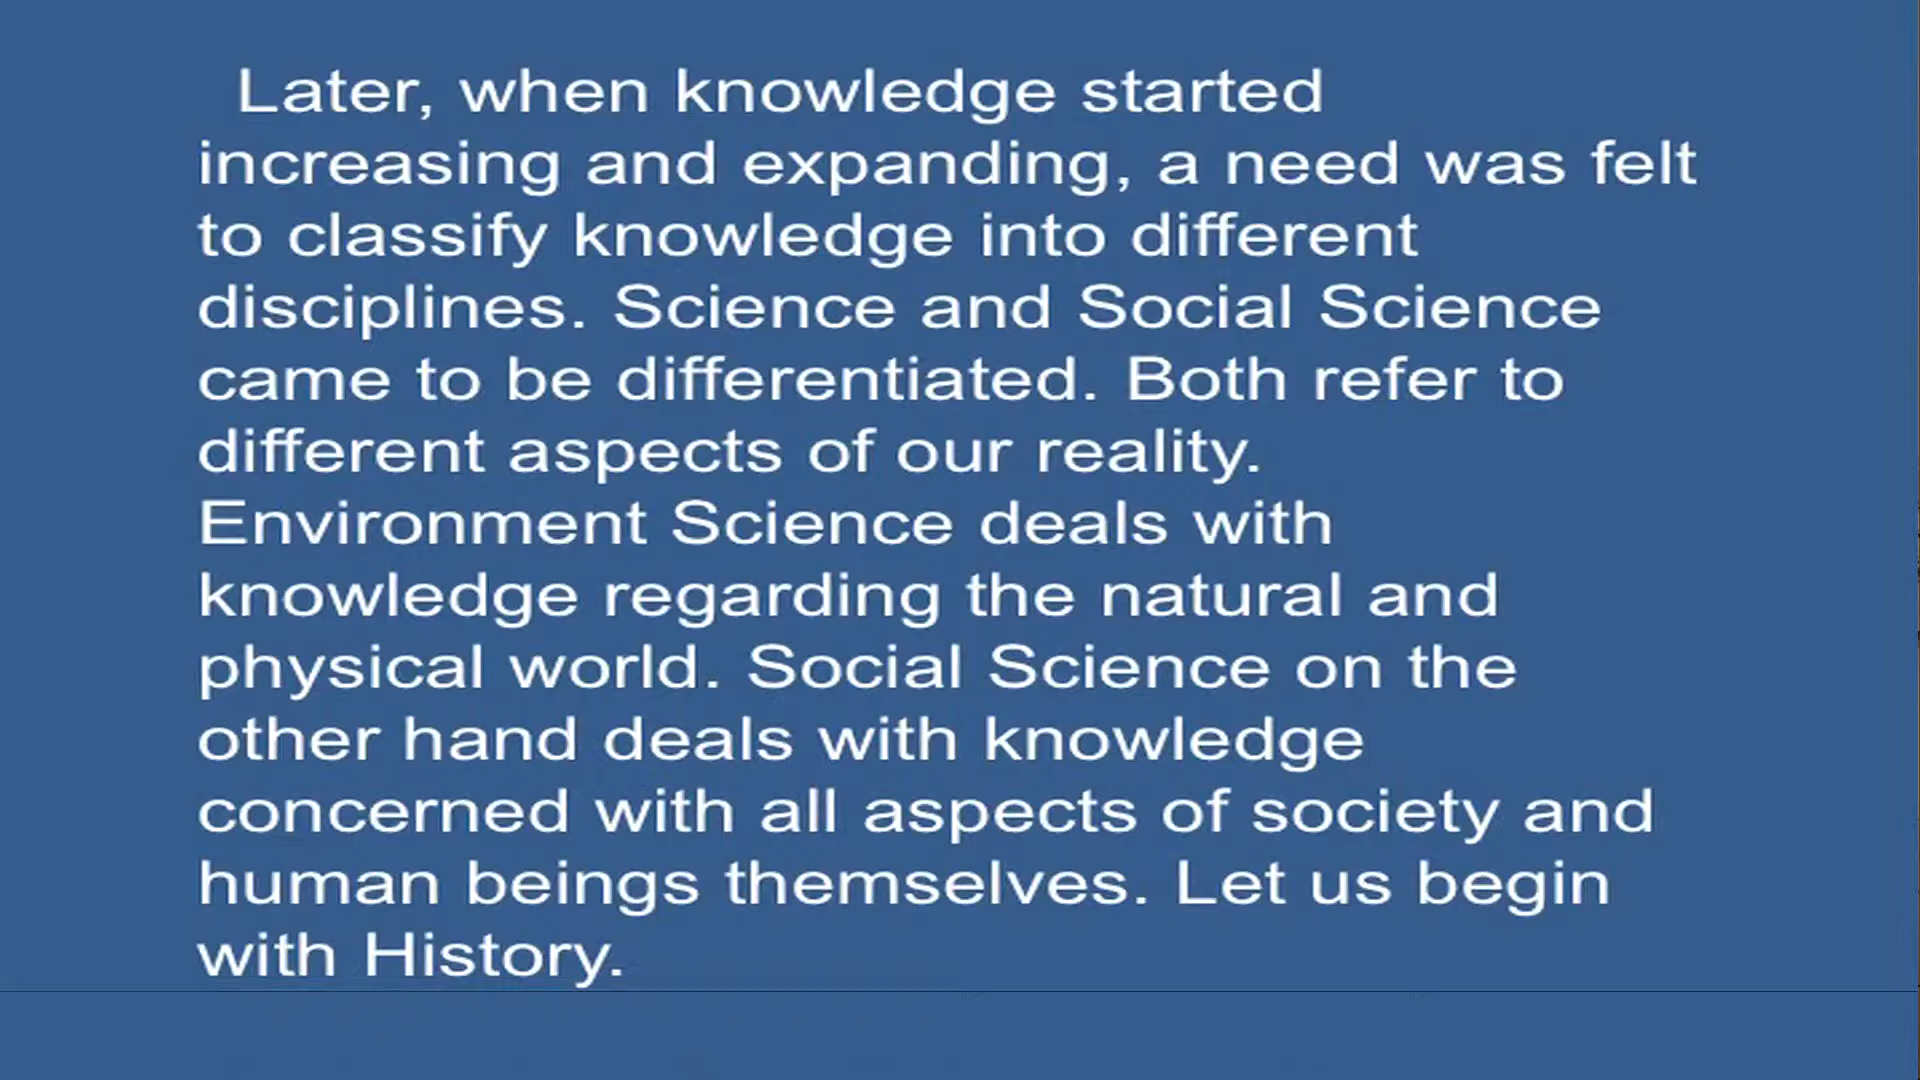 Later, when knowledge started
increasing and expanding, a need was felt
to classify knowledge into different
disciplines. Science and Social Science
came to be differentiated. Both refer to
different aspects of our reality.
Environment Science deals with
knowledge regarding the natural and
physical world. Social Science on the
other hand deals with knowledge
concerned with all aspects of society and
human beings themselves. Let us begin
with History.